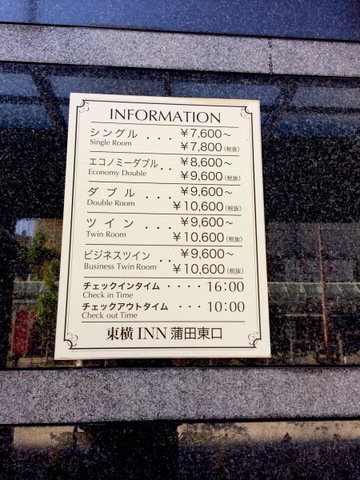 INFORMATION
シングル ・・・ ¥7,600〜
Single Room ¥7,800(税抜)
エコノミーダブル ¥8,600〜
Economy Double ¥9,600(税抜)
ダブル ・・・ ¥9,600〜
Double Room ¥10,600(税抜)
ツイン ・・・ ¥9,600〜
Twin Room ¥10,600(税抜)
ビジネスツイン ¥9,600〜
Business Twin Room ¥10,600(税抜)
チェックインタイム ・・・・ 16:00
Check in Time
チェックアウトタイム ・・・ 10:00
Check out Time
東横INN 蒲田東口